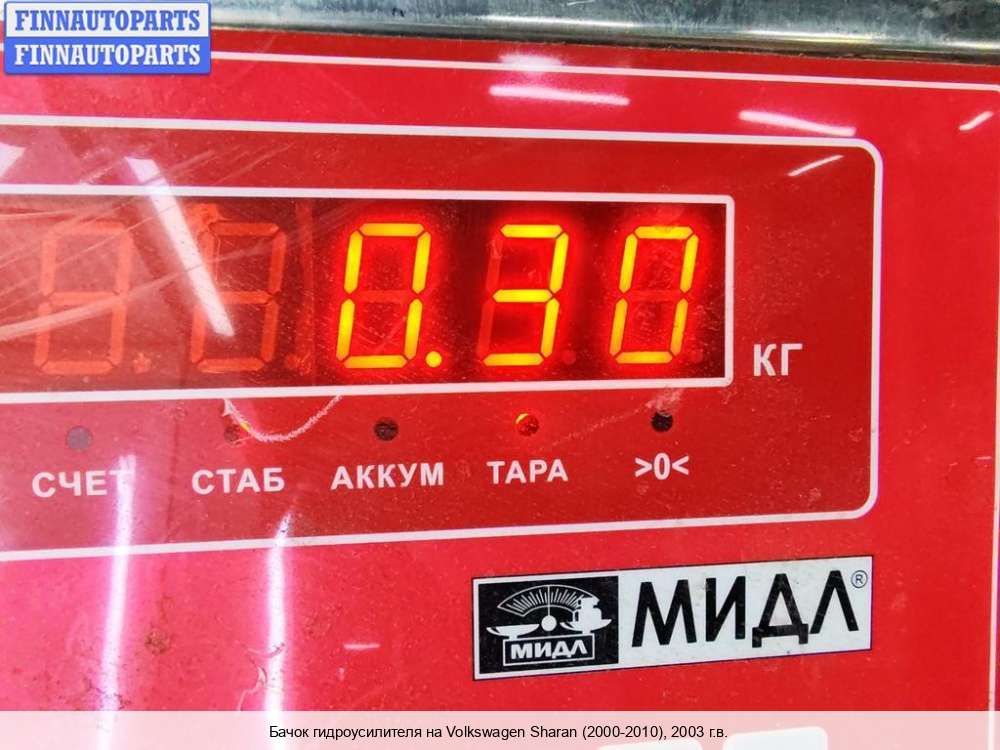 FINNAUTOPARTS
FINNAUTOPARTS
0.30
КГ
СЧЕТ СТАБ АККУМ ТАРА >0<
МИДЛ МИДЛ®
Бачок гидроусилителя на Volkswagen Sharan (2000-2010), 2003 г.в.